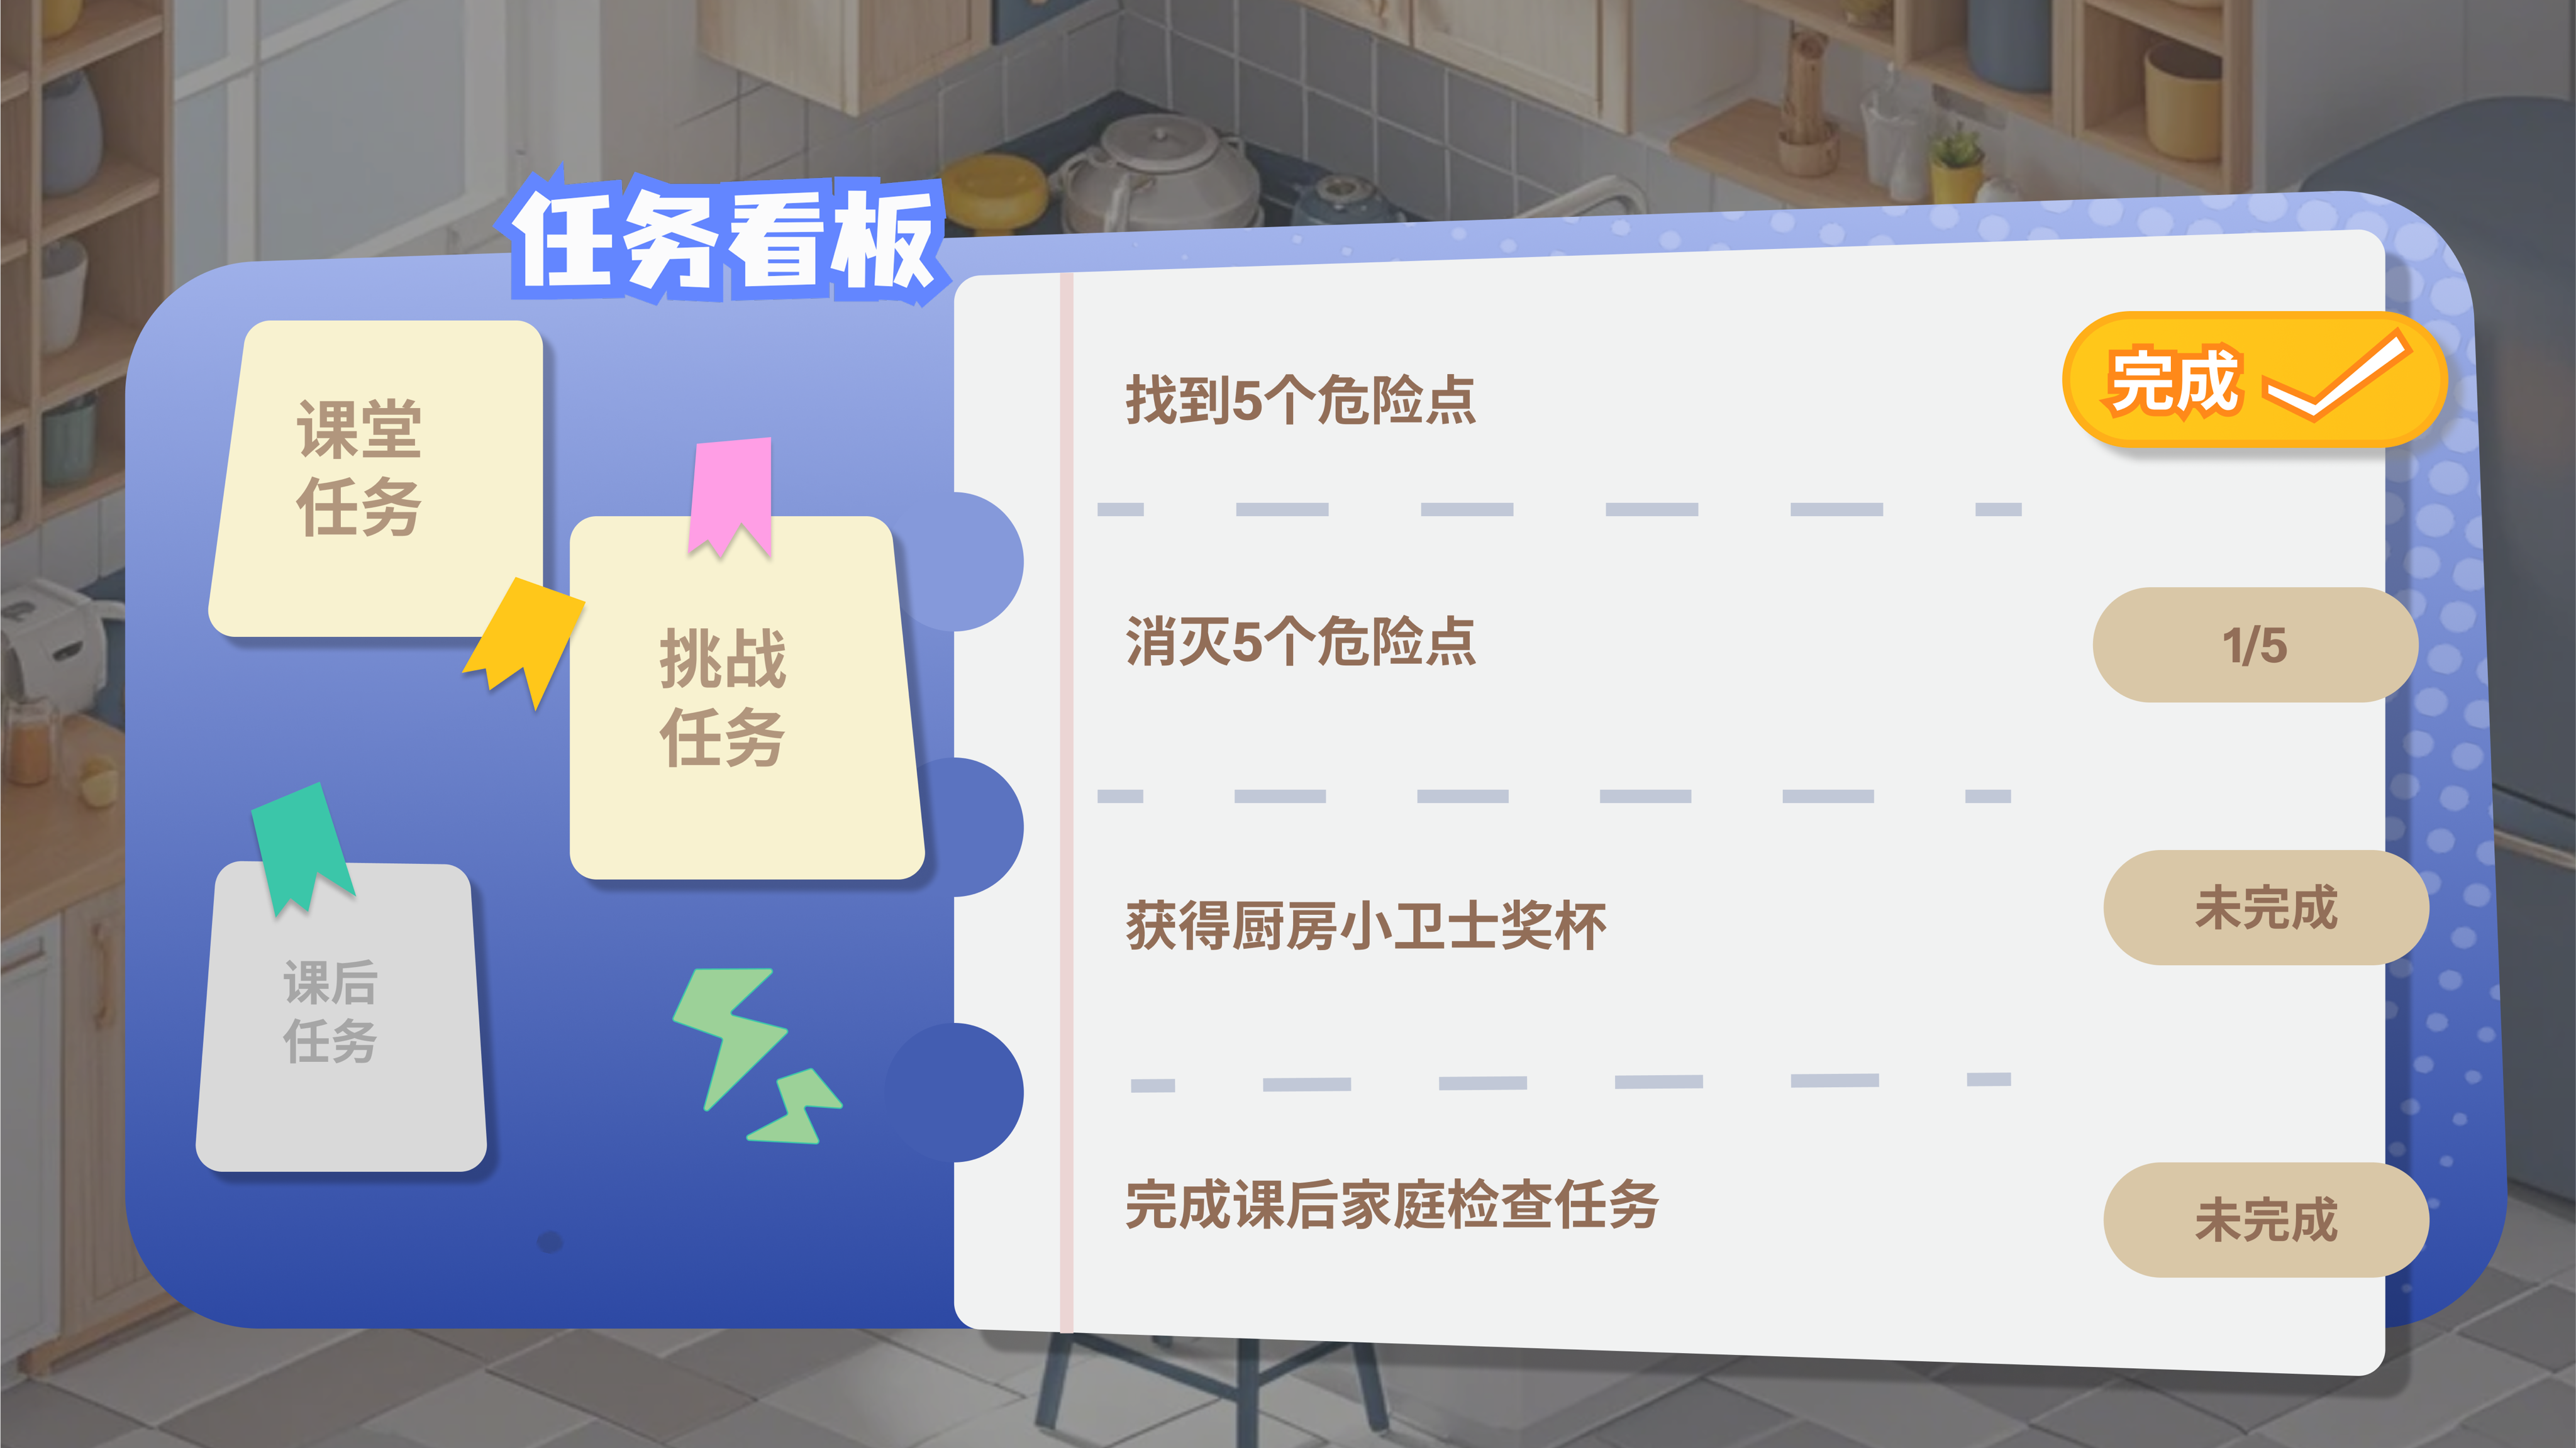 任务看板
课堂
任务
挑战
任务
课后
任务
找到5个危险点
完成
消灭5个危险点
1/5
获得厨房小卫士奖杯
未完成
完成课后家庭检查任务
未完成